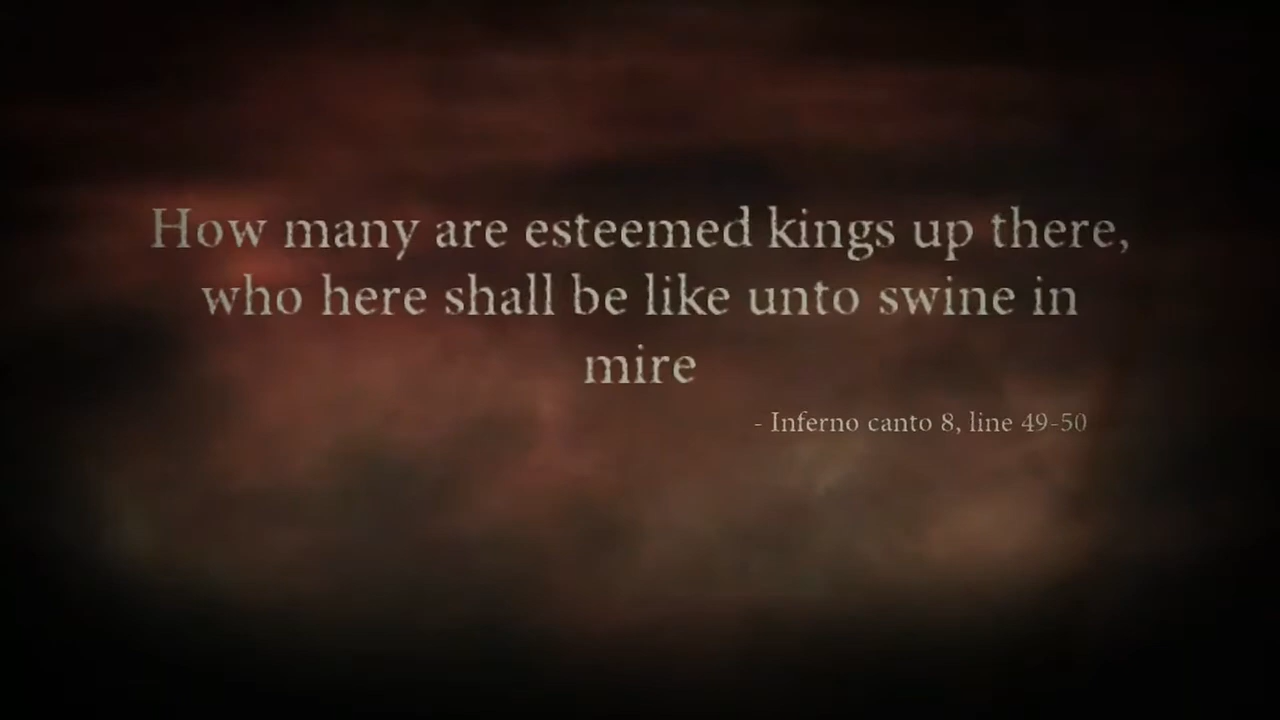 How many are esteemed kings up there,
who here shall be like unto swine in
mire
- Inferno canto 8, line 49-50